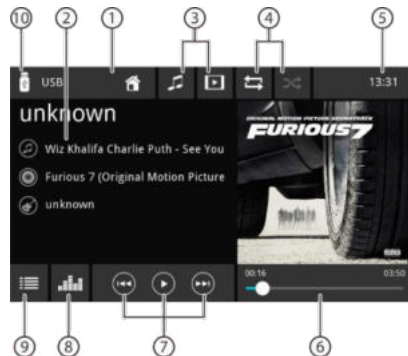 10 2 1 3 4 5
USB 13:31
unknown
Wiz Khalifa Charlie Puth - See You
Furious 7 (Original Motion Picture
unknown
ORIGINAL MOTION PICTURE SOUNDTRACK
FURIOUS 7
00:16 03:50
9 8 7 6